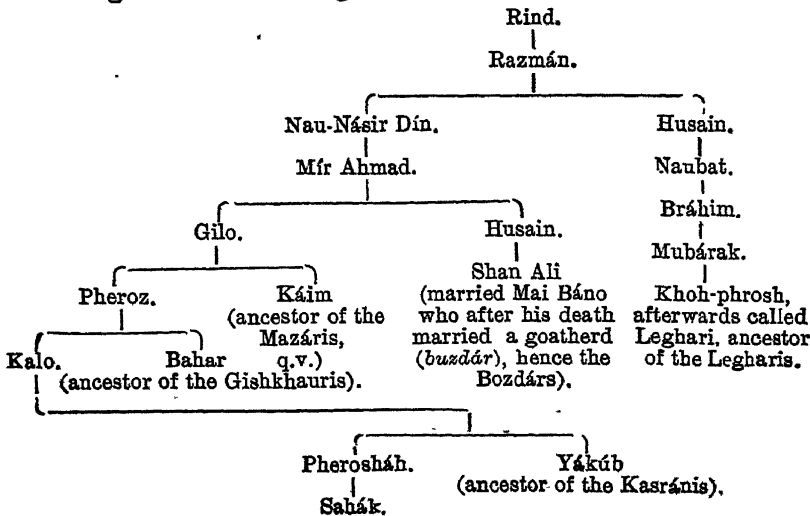 Rind.
Razmán.
Nau-Násir Dín. Husain.
Mír Ahmad. Naubat.
Bráhim.
Gilo. Husain.
Mubárak.
Shan Ali
Pheroz. Káim (married Mai Báno Khoh-phrosh,
(ancestor of the who after his death afterwards called
Mazáris, married a goatherd Leghari, ancestor
Kalo. Bahar q.v.) (buzdár), hence the of the Legharis.
(ancestor of the Gishkhauris). Bozdárs).
Pherosháh. Yákúb
(ancestor of the Kasránis).
Sahák.